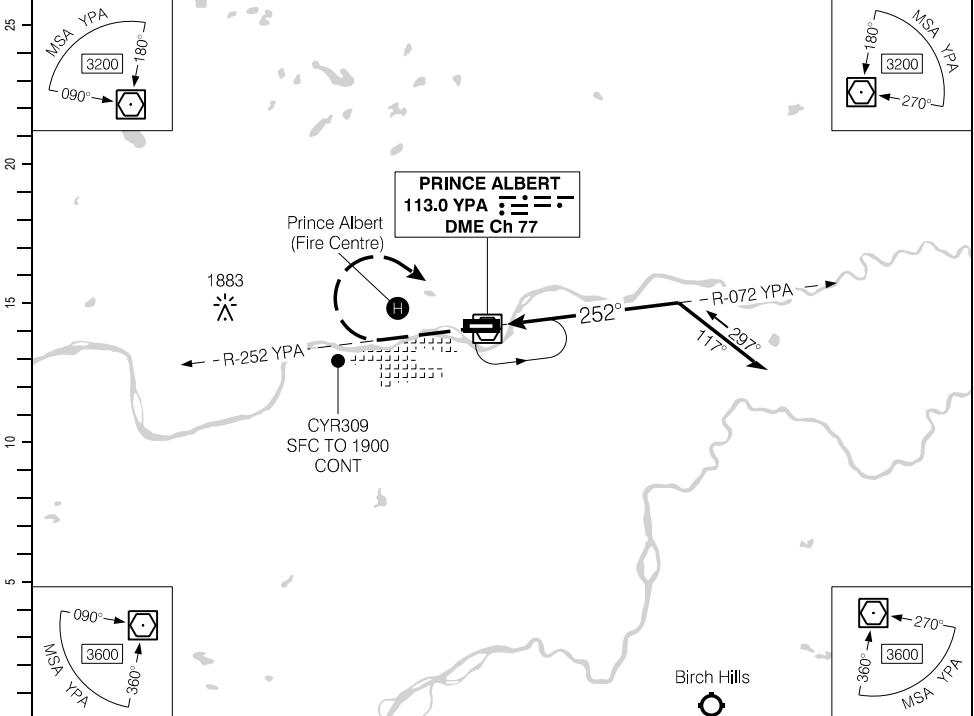 25
20
15
10
5
MSA YPA
3200
180°
090°
MSA YPA
3200
180°
270°
PRINCE ALBERT
113.0 YPA
DME Ch 77
Prince Albert
(Fire Centre)
H
1883
R-072 YPA
252°
297°
117°
R-252 YPA
CYR309
SFC TO 1900
CONT
090°
3600
360°
MSA YPA
270°
3600
360°
MSA YPA
Birch Hills